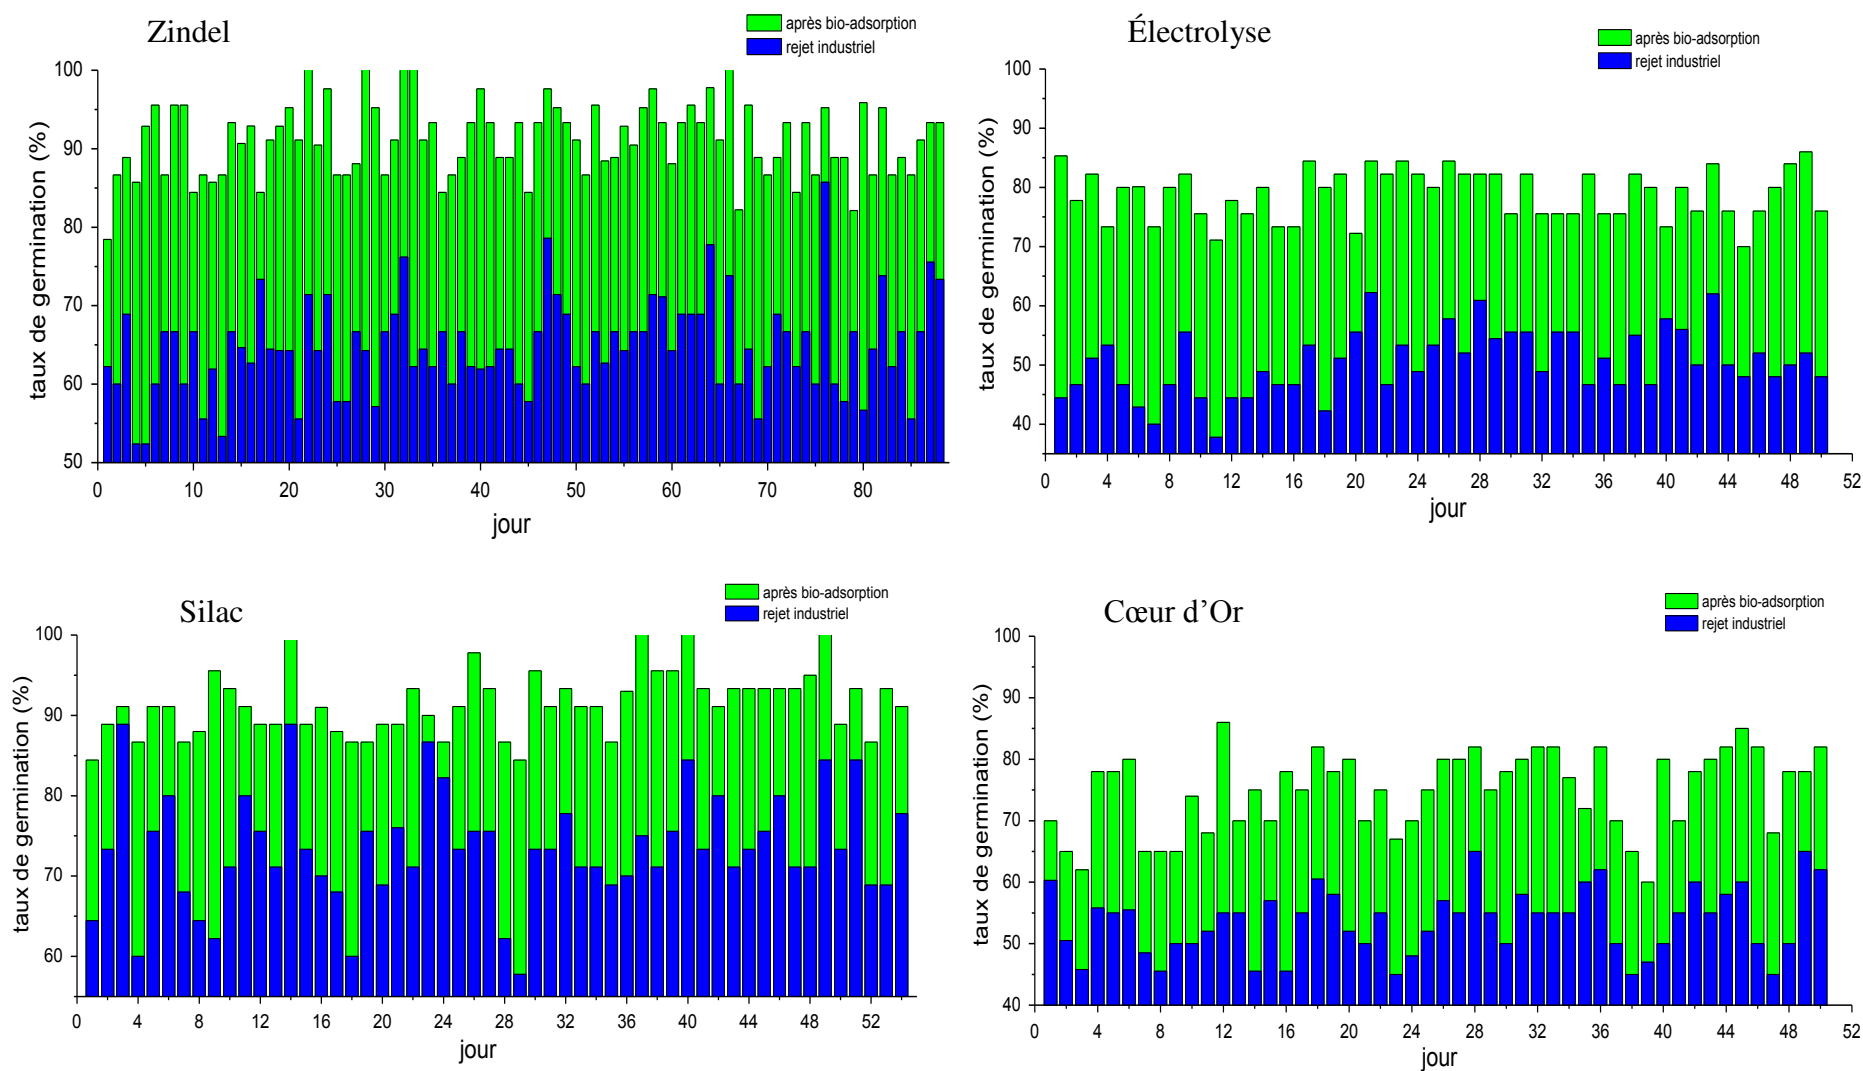 Zindel
après bio-adsorption
rejet industriel
taux de germination (%)
100
90
80
70
60
50
0 10 20 30 40 50 60 70 80
jour
Électrolyse
après bio-adsorption
rejet industriel
taux de germination (%)
100
90
80
70
60
50
40
0 4 8 12 16 20 24 28 32 36 40 44 48 52
jour
Silac
après bio-adsorption
rejet industriel
taux de germination (%)
100
90
80
70
60
0 4 8 12 16 20 24 28 32 36 40 44 48 52
jour
Cœur d’Or
après bio-adsorption
rejet industriel
taux de germination (%)
100
90
80
70
60
50
40
0 4 8 12 16 20 24 28 32 36 40 44 48 52
jour